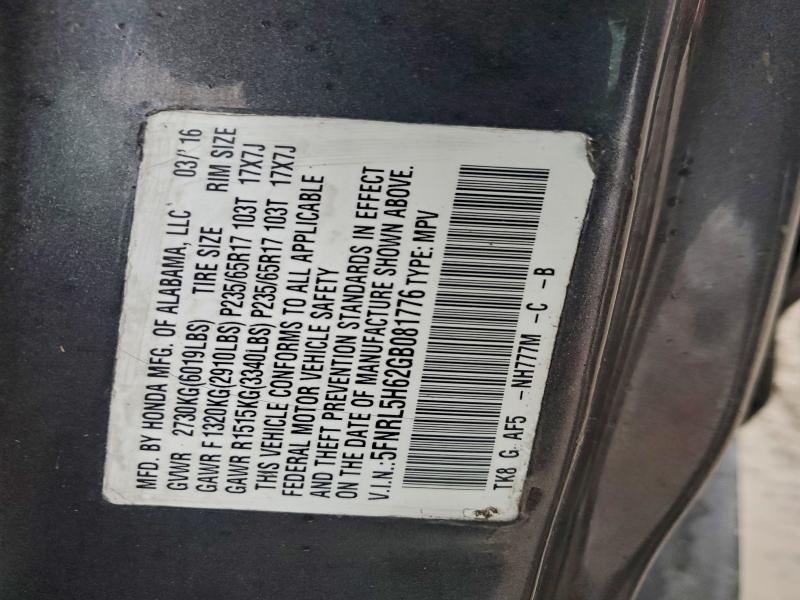 MFD. BY HONDA MFG. OF ALABAMA, LLC 03/'16
GVWR 2730KG(6019LBS) TIRE SIZE RIM SIZE
GAWR F1320KG(2910LBS) P235/65R17 103T 17X7J
GAWR R1515KG(3340LBS) P235/65R17 103T 17X7J
THIS VEHICLE CONFORMS TO ALL APPLICABLE
FEDERAL MOTOR VEHICLE SAFETY
AND THEFT PREVENTION STANDARDS IN EFFECT
ON THE DATE OF MANUFACTURE SHOWN ABOVE.
V.I.N.:5FNRL5H62GB081776 TYPE: MPV
TK8 G AF5 -NH777M -C -B